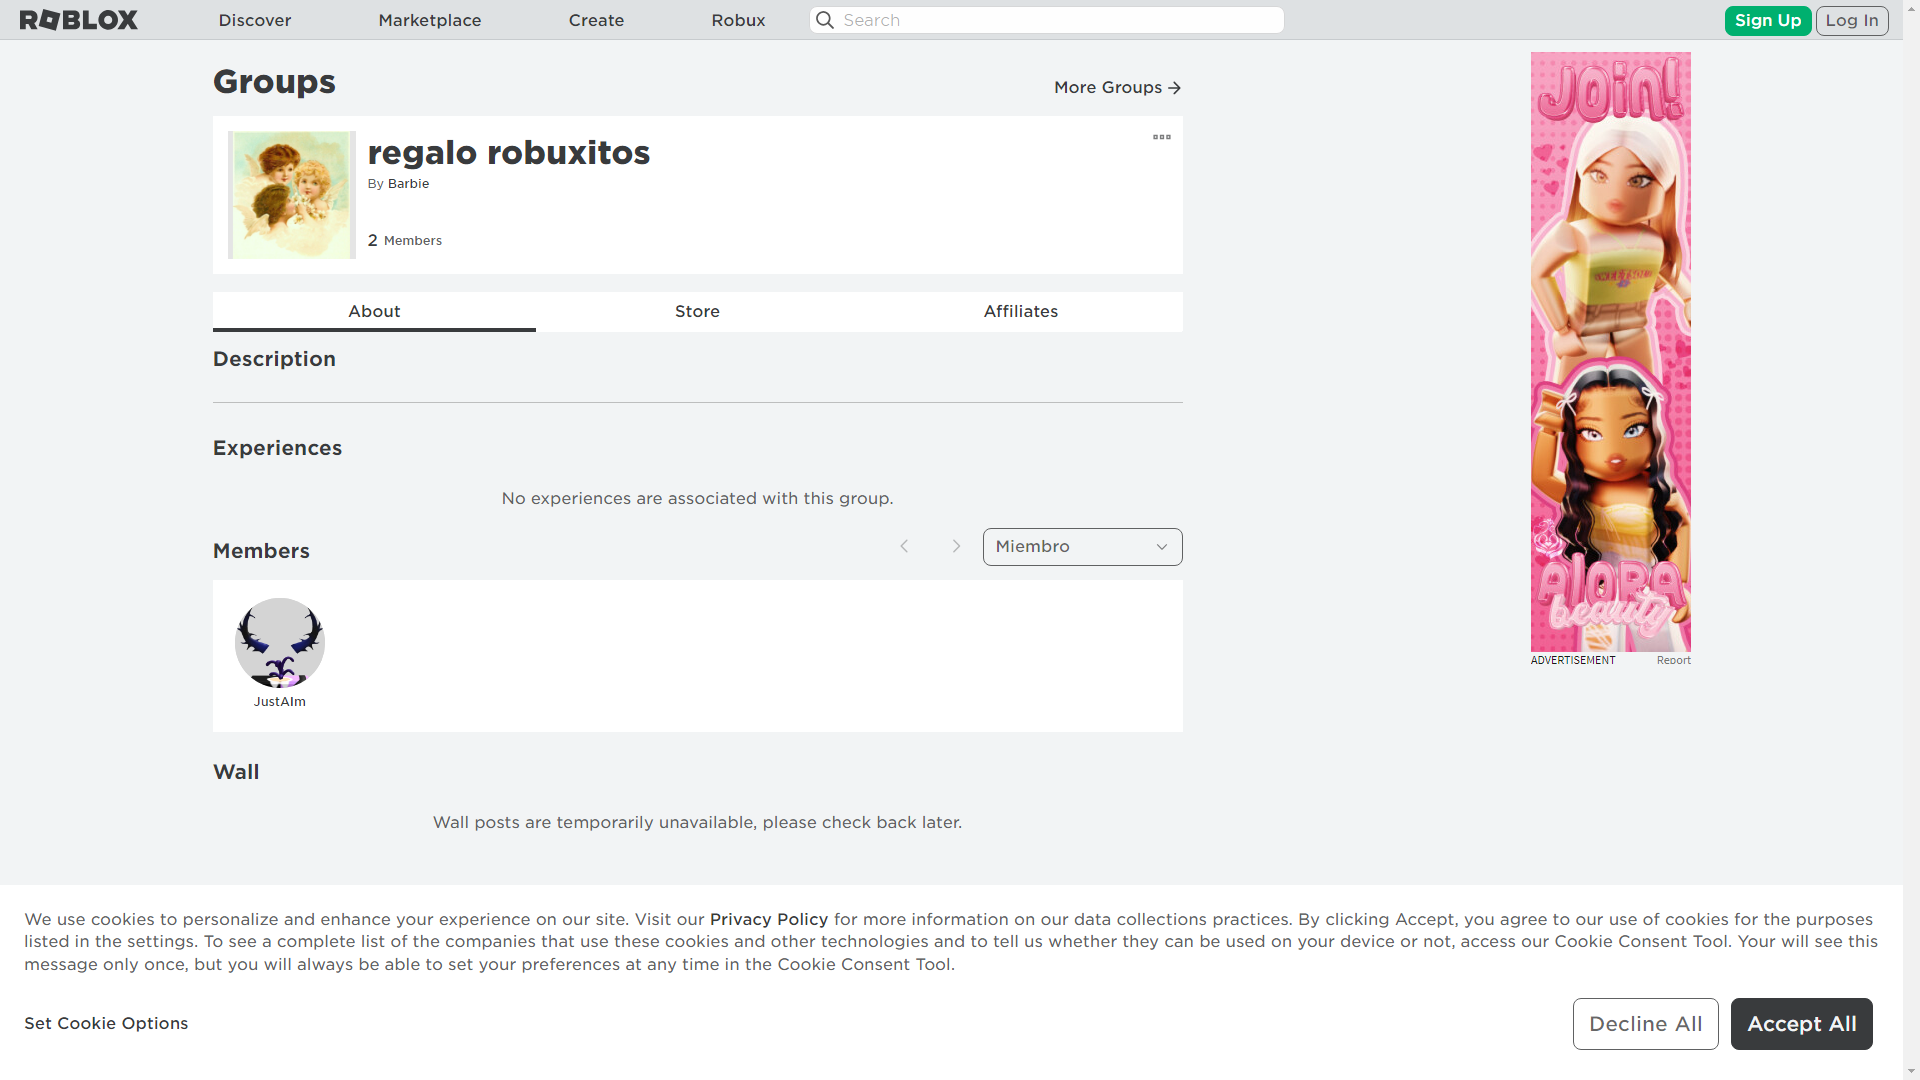 ROBLOX
Discover
Marketplace
Create
Robux
Search
Sign Up
Log In
Groups
More Groups
regalo robuxitos
By Barbie
2 Members
About
Store
Affiliates
Description
Experiences
No experiences are associated with this group.
Members
Miembro
JustAIm
Wall
Wall posts are temporarily unavailable, please check back later.
JOin!
AlORA
beauty
ADVERTISEMENT
Report
We use cookies to personalize and enhance your experience on our site. Visit our Privacy Policy for more information on our data collections practices. By clicking Accept, you agree to our use of cookies for the purposes
listed in the settings. To see a complete list of the companies that use these cookies and other technologies and to tell us whether they can be used on your device or not, access our Cookie Consent Tool. Your will see this
message only once, but you will always be able to set your preferences at any time in the Cookie Consent Tool.
Set Cookie Options
Decline All
Accept All